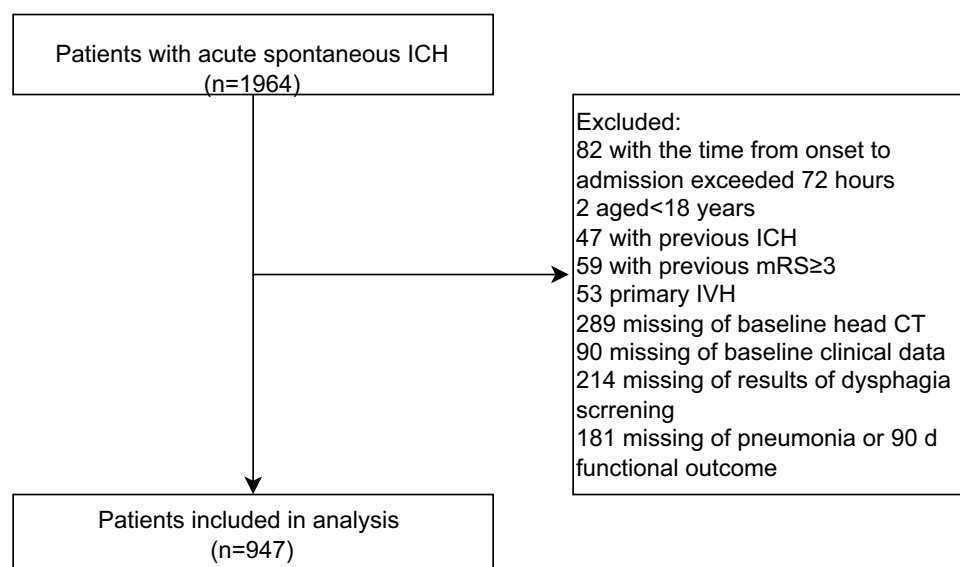 Patients with acute spontaneous ICH
(n=1964)
Excluded:
82 with the time from onset to
admission exceeded 72 hours
2 aged<18 years
47 with previous ICH
59 with previous mRS≥3
53 primary IVH
289 missing of baseline head CT
90 missing of baseline clinical data
214 missing of results of dysphagia
scrrening
181 missing of pneumonia or 90 d
functional outcome
Patients included in analysis
(n=947)